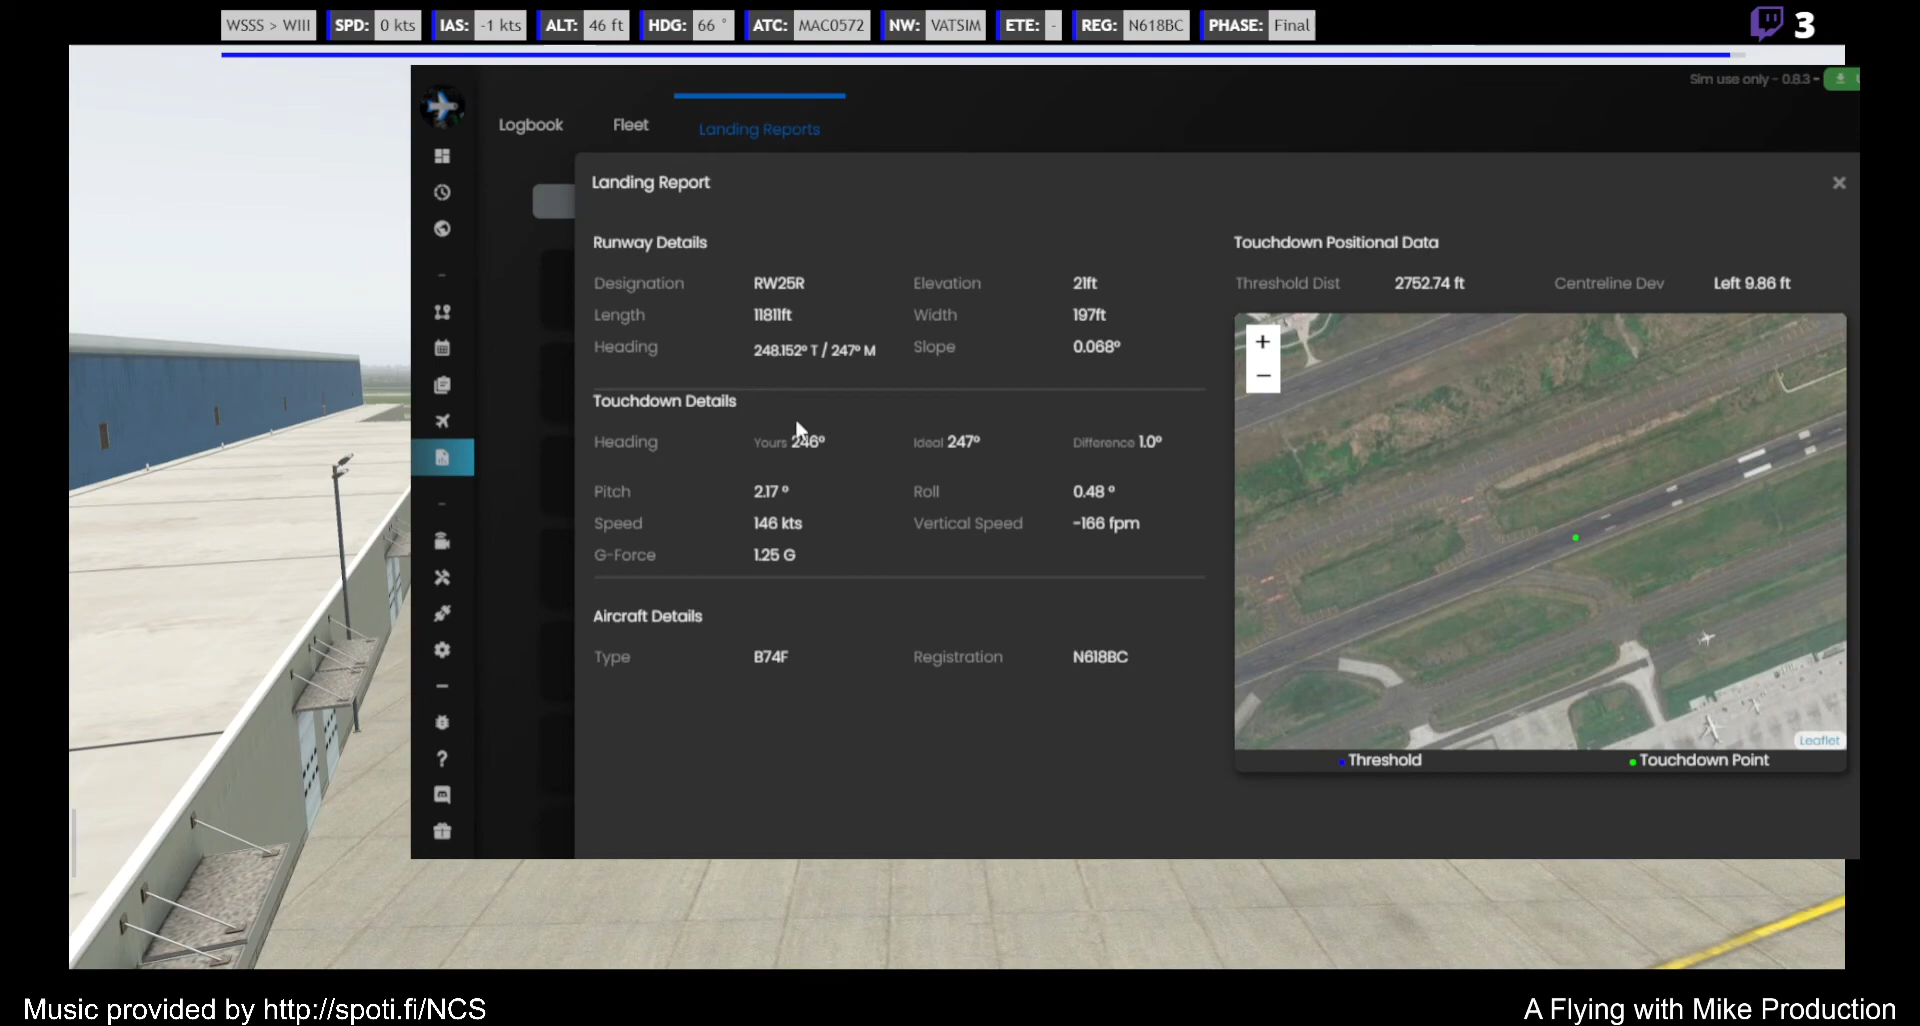 WSSS > WIII SPD: 0 kts IAS: -1 kts ALT: 46 ft HDG: 66 ° ATC: MAC0572 NW: VATSIM ETE: - REG: N618BC PHASE: Final 3
Sim use only - 0.8.3 -
Logbook Fleet Landing Reports
Landing Report
Runway Details
Designation RW25R Elevation 21ft
Length 11811ft Width 197ft
Heading 248.152° T / 247° M Slope 0.068°
Touchdown Details
Heading Yours 246° Ideal 247° Difference 1.0°
Pitch 2.17 ° Roll 0.48 °
Speed 146 kts Vertical Speed -166 fpm
G-Force 1.25 G
Aircraft Details
Type B74F Registration N618BC
Touchdown Positional Data
Threshold Dist 2752.74 ft Centreline Dev Left 9.86 ft
+
−
Leaflet
Threshold Touchdown Point
Music provided by http://spoti.fi/NCS
A Flying with Mike Production